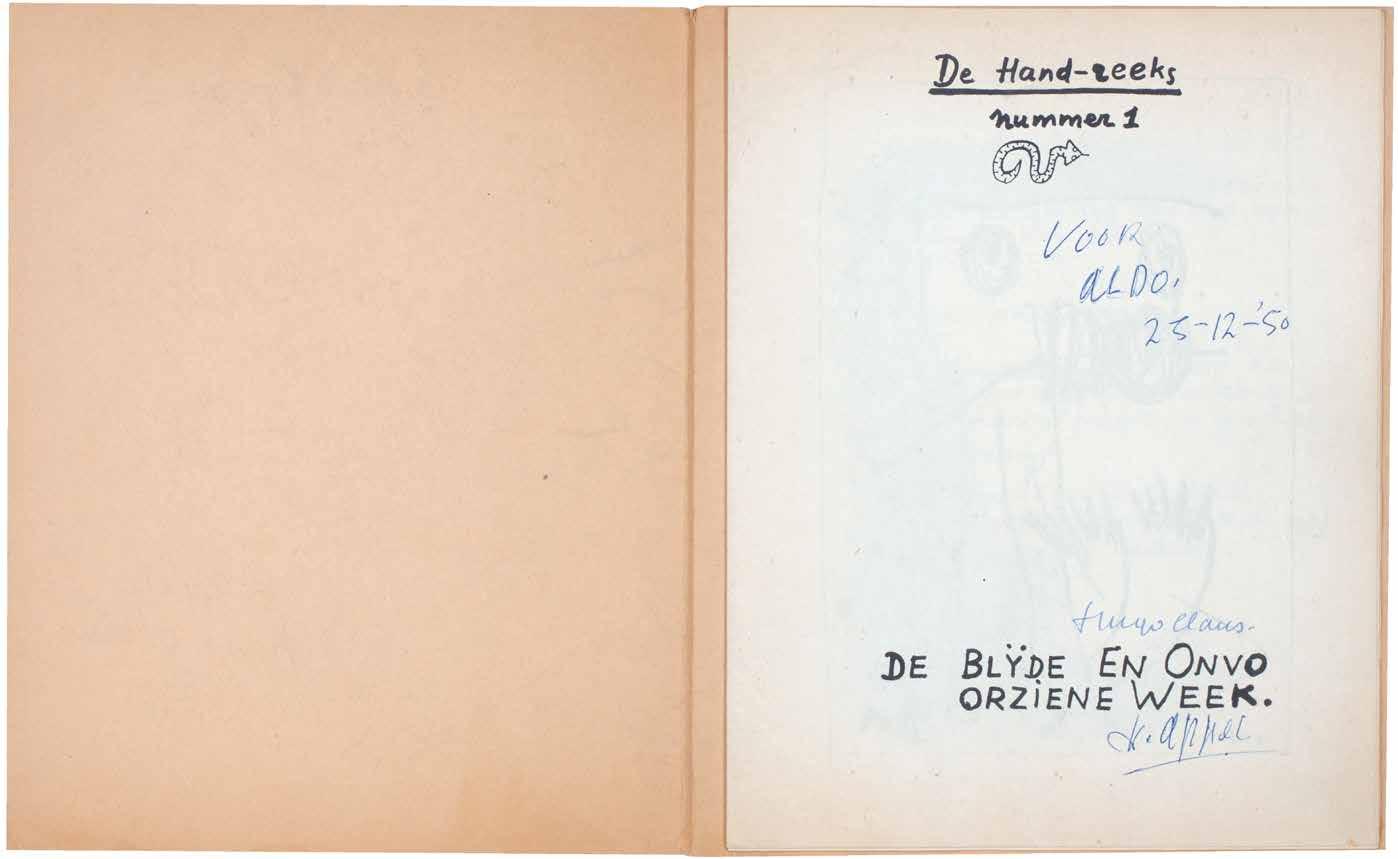 De Hand-reeks
nummer 1
VOOR
ALDO.
25-12-'50
Hugo Claus.
DE BLŸDE EN ONVO
ORZIENE WEEK.
K. Appel